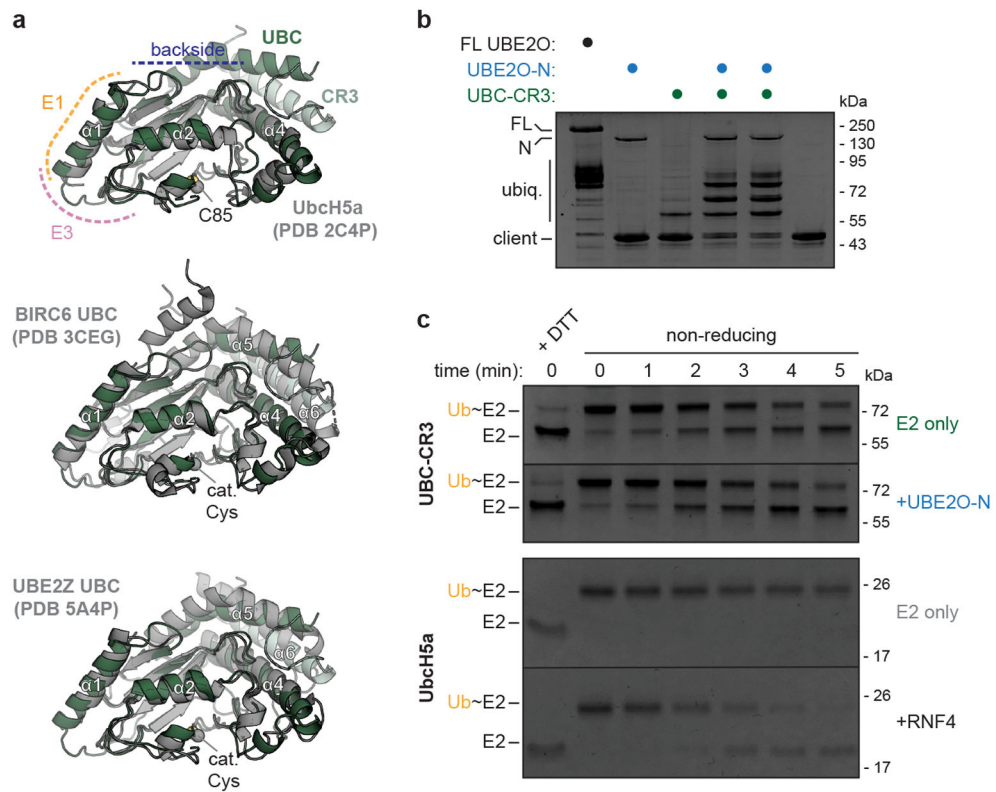 a
UBC
backside
CR3
E1
α1
α2
α4
E3
C85
UbcH5a
(PDB 2C4P)
BIRC6 UBC
(PDB 3CEG)
α5
α1
α2
α4
α6
cat.
Cys
UBE2Z UBC
(PDB 5A4P)
α5
α6
α1
α2
α4
cat.
Cys
b
FL UBE2O:
UBE2O-N:
UBC-CR3:
kDa
FL
N
ubiq.
client
- 250
- 130
- 95
- 72
- 55
- 43
c
+ DTT
non-reducing
time (min): 0 0 1 2 3 4 5
kDa
UBC-CR3
Ub~E2
E2
- 72
- 55
E2 only
Ub~E2
E2
- 72
- 55
+UBE2O-N
UbcH5a
Ub~E2
E2
- 26
- 17
E2 only
Ub~E2
E2
- 26
- 17
+RNF4